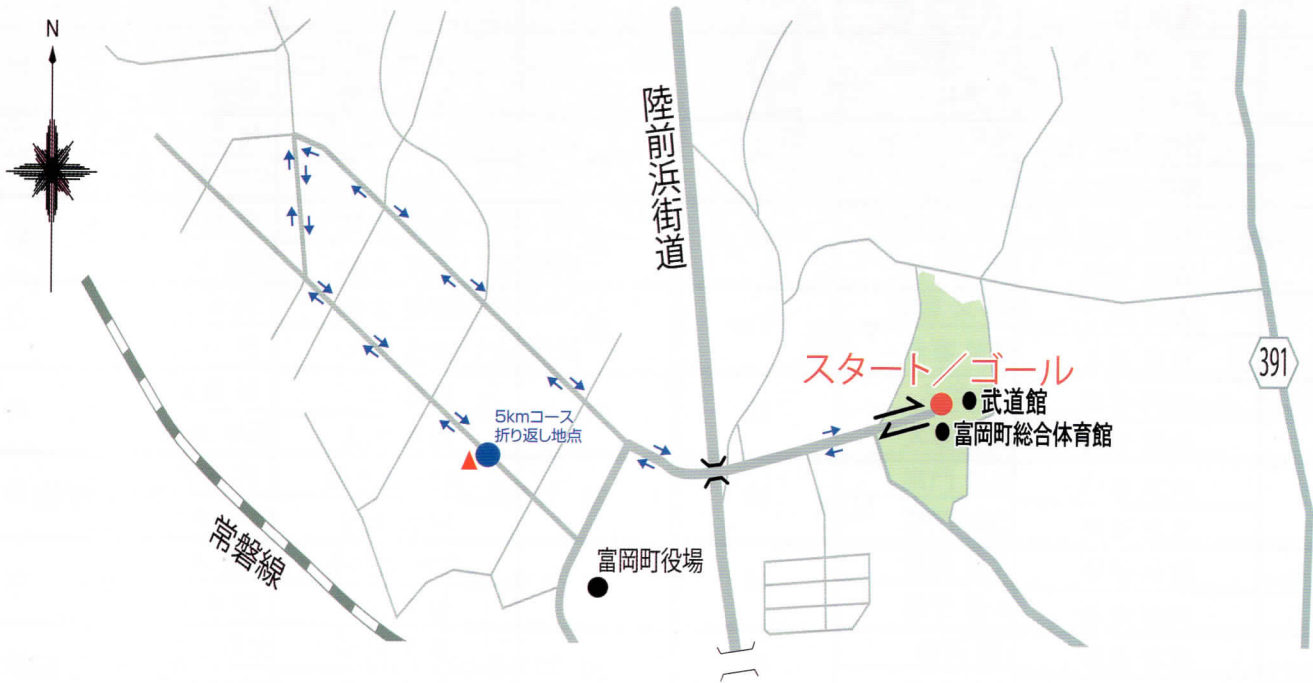 N
陸前浜街道
391
スタート／ゴール
武道館
富岡町総合体育館
5kmコース
折り返し地点
常磐線
富岡町役場